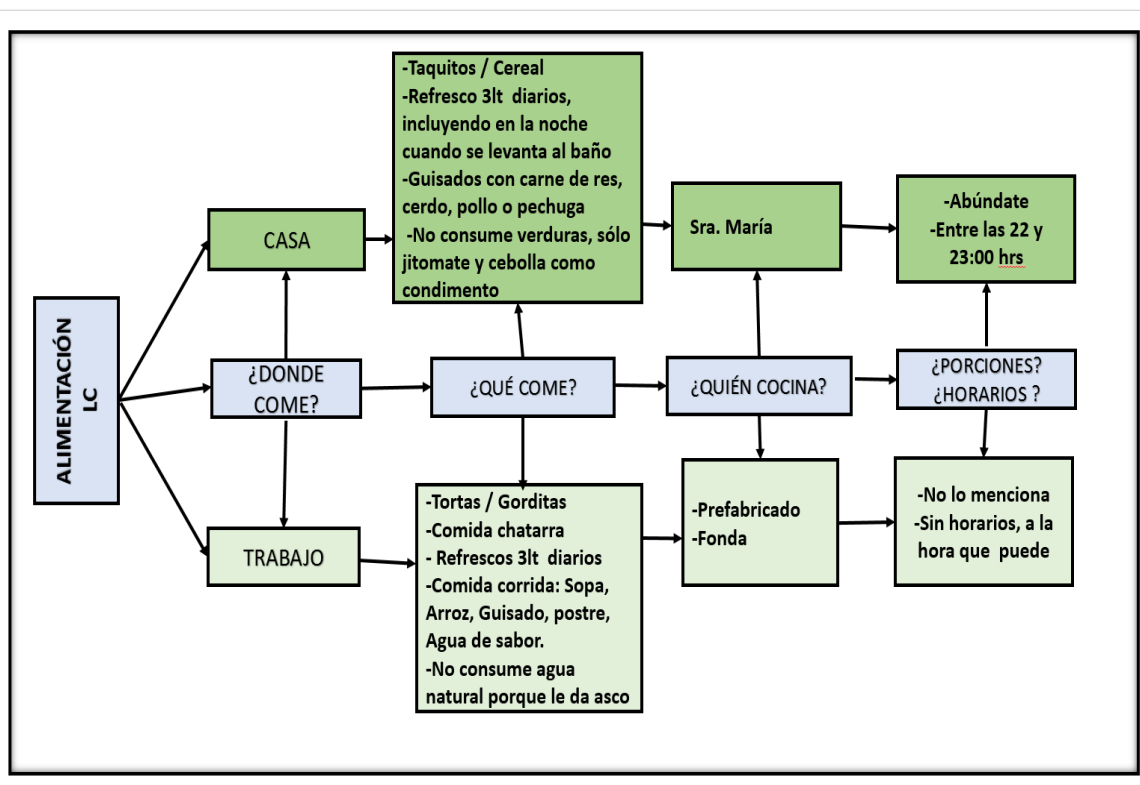 ALIMENTACIÓN
LC
CASA
-Taquitos / Cereal
-Refresco 3lt diarios,
incluyendo en la noche
cuando se levanta al baño
-Guisados con carne de res,
cerdo, pollo o pechuga
-No consume verduras, sólo
jitomate y cebolla como
condimento
Sra. María
-Abúndate
-Entre las 22 y
23:00 hrs
¿DONDE
COME?
¿QUÉ COME?
¿QUIÉN COCINA?
¿PORCIONES?
¿HORARIOS ?
TRABAJO
-Tortas / Gorditas
-Comida chatarra
- Refrescos 3lt diarios
-Comida corrida: Sopa,
Arroz, Guisado, postre,
Agua de sabor.
-No consume agua
natural porque le da asco
-Prefabricado
-Fonda
-No lo menciona
-Sin horarios, a la
hora que puede